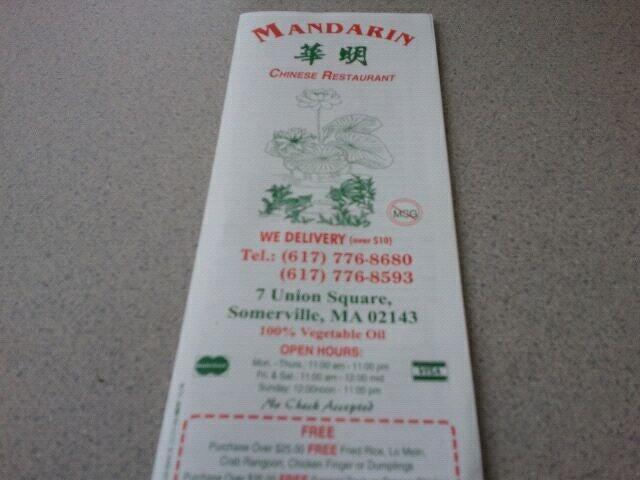 MANDARIN
華明
CHINESE RESTAURANT
MSG
WE DELIVERY (over $10)
Tel.: (617) 776-8680
(617) 776-8593
7 Union Square,
Somerville, MA 02143
100% Vegetable Oil
OPEN HOURS:
Mon. - Thurs.: 11:00 am - 11:00 pm
Fri. & Sat.: 11:00 am - 12:00 mid
Sunday: 12:00noon - 11:00 pm
VISA
No Check Accepted
FREE
Purchase Over $25.00 FREE Fried Rice, Lo Mein,
Crab Rangoon, Chicken Finger or Dumplings
Purchase Over FREE